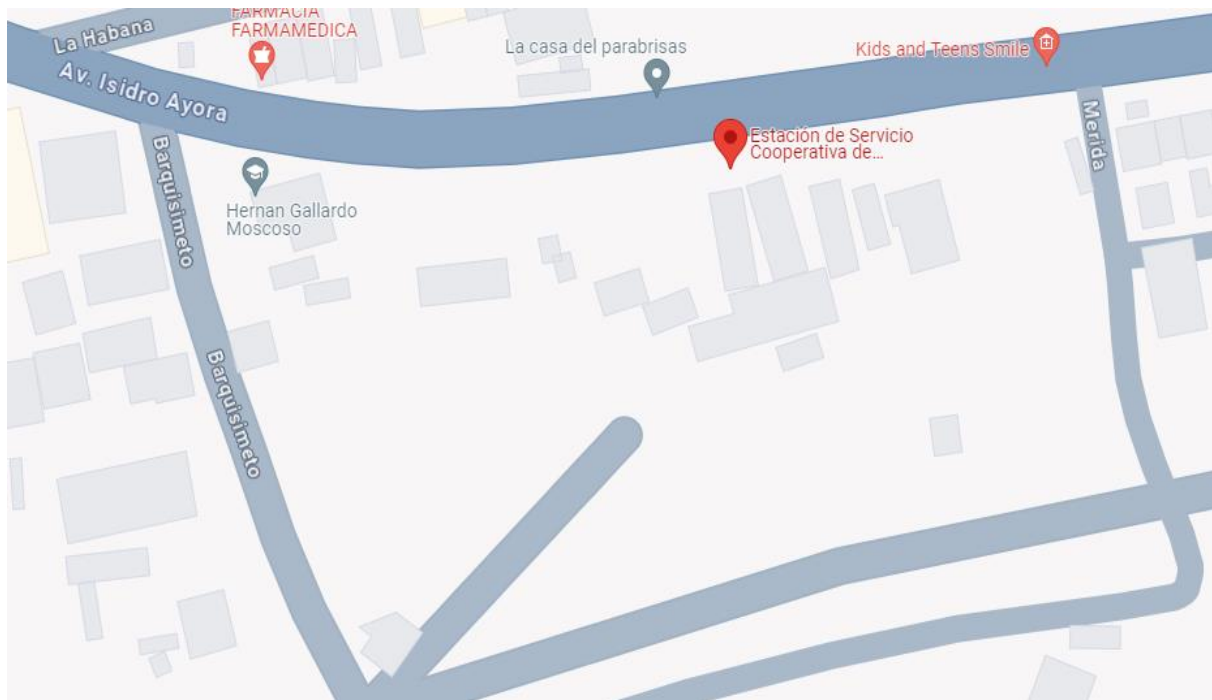 FARMACIA
FARMAMEDICA
La Habana
La casa del parabrisas
Kids and Teens Smile
Av. Isidro Ayora
Merida
Estación de Servicio
Cooperativa de...
Barquisimeto
Hernan Gallardo
Moscoso
Barquisimeto